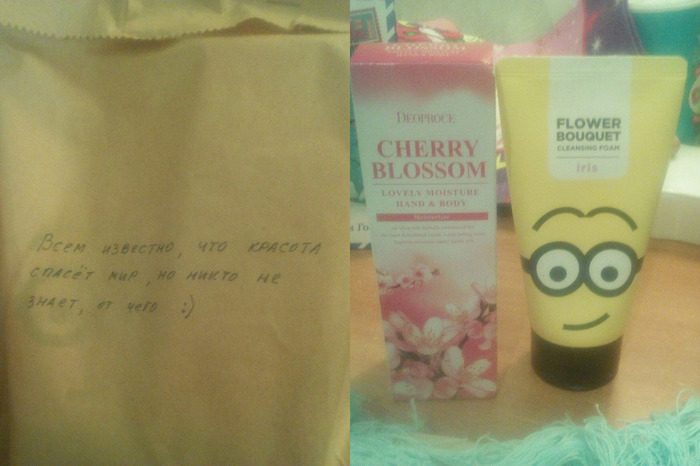 Всем известно, что красота
спасёт мир, но никто не
знает, от чего :)
DEOPROCE
CHERRY
BLOSSOM
LOVELY MOISTURE
HAND & BODY
Moisturize
FLOWER
BOUQUET
CLEANSING FOAM
iris